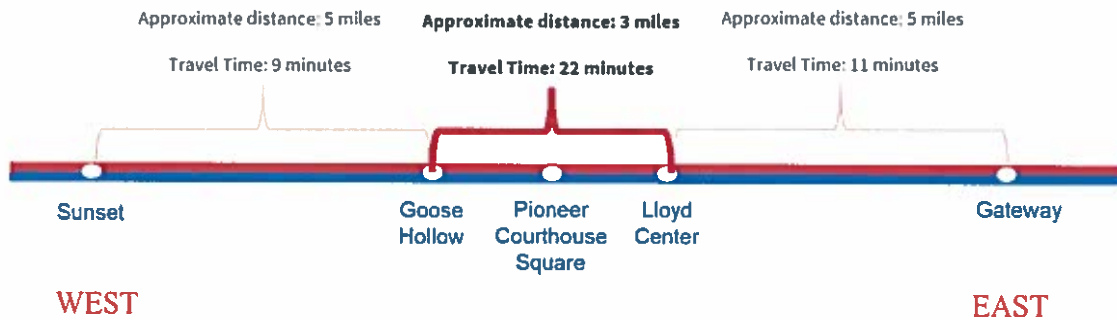 Approximate distance: 5 miles
Approximate distance: 3 miles
Approximate distance: 5 miles
Travel Time: 9 minutes
Travel Time: 22 minutes
Travel Time: 11 minutes
Sunset
Goose
Hollow
Pioneer
Courthouse
Square
Lloyd
Center
Gateway
WEST
EAST